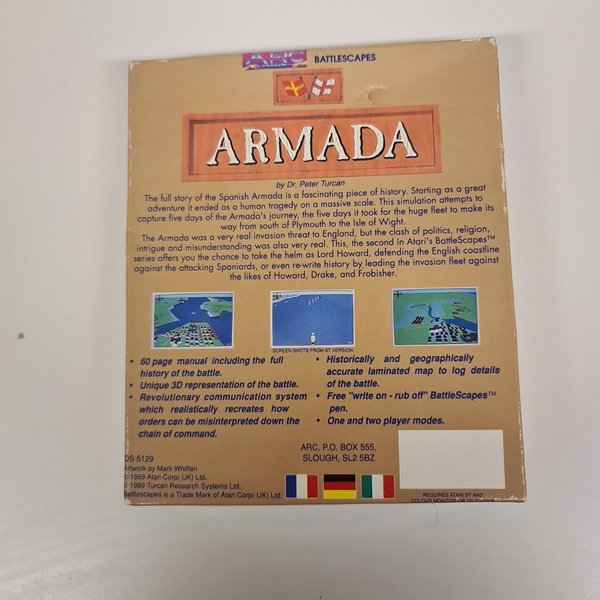 ARC BATTLESCAPES
ARMADA
by Dr. Peter Turcan
The full story of the Spanish Armada is a fascinating piece of history. Starting as a great
adventure it ended as a human tragedy on a massive scale. This simulation attempts to
capture five days of the Armada's journey, the five days it took for the huge fleet to make its
way from south of Plymouth to the Isle of Wight.
The Armada was a very real invasion threat to England, but the clash of politics, religion,
intrigue and misunderstanding was also very real. This, the second in Atari's BattleScapes™
series offers you the chance to take the helm as Lord Howard, defending the English coastline
against the attacking Spaniards, or even re-write history by leading the invasion fleet against
the likes of Howard, Drake, and Frobisher.
SCREEN SHOTS FROM ST VERSION
• 60 page manual including the full
history of the battle.
• Unique 3D representation of the battle.
• Revolutionary communication system
which realistically recreates how
orders can be misinterpreted down the
chain of command.
• Historically and geographically
accurate laminated map to log details
of the battle.
• Free "write on - rub off" BattleScapes™
pen.
• One and two player modes.
ARC, P.O. BOX 555,
SLOUGH, SL2 5BZ
DS 5129
Artwork by Mark Whiffen
© 1989 Atari Corp( UK) Ltd.
© 1989 Turcan Research Systems Ltd.
Battlescapes is a Trade Mark of Atari Corp( UK) Ltd.
REQUIRES ATARI ST AND
COLOUR MONITOR OR